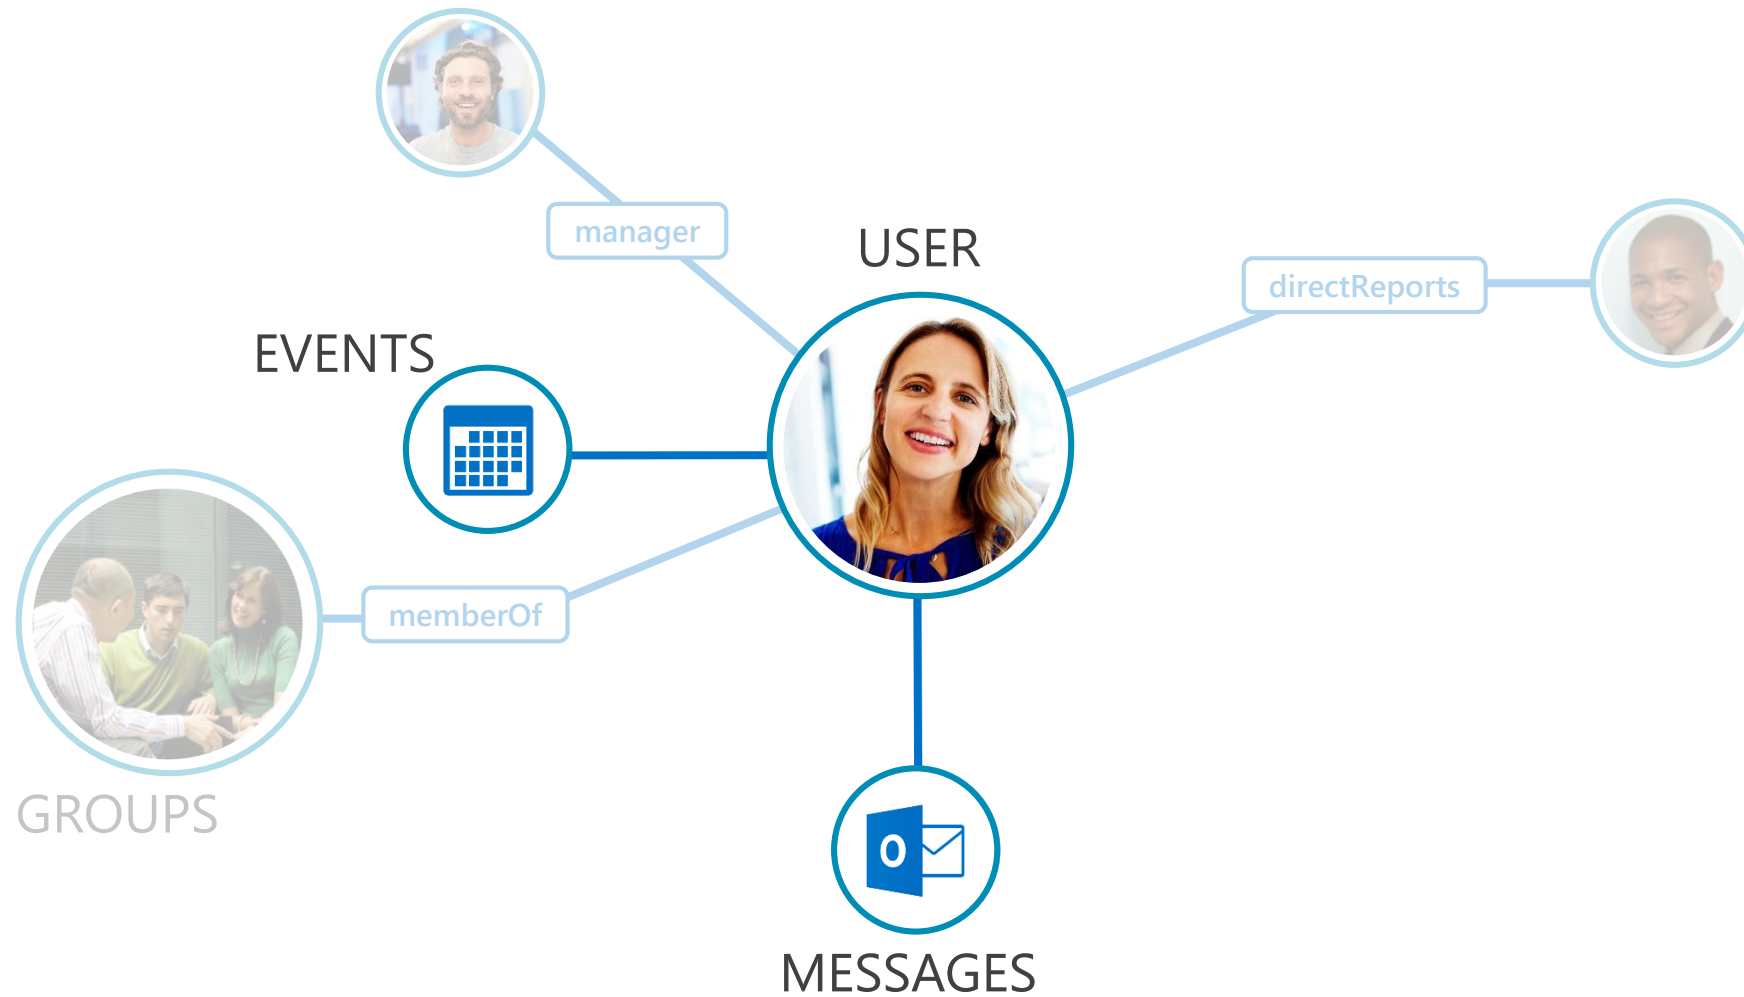 manager
USER
directReports
EVENTS
memberOf
GROUPS
O
MESSAGES